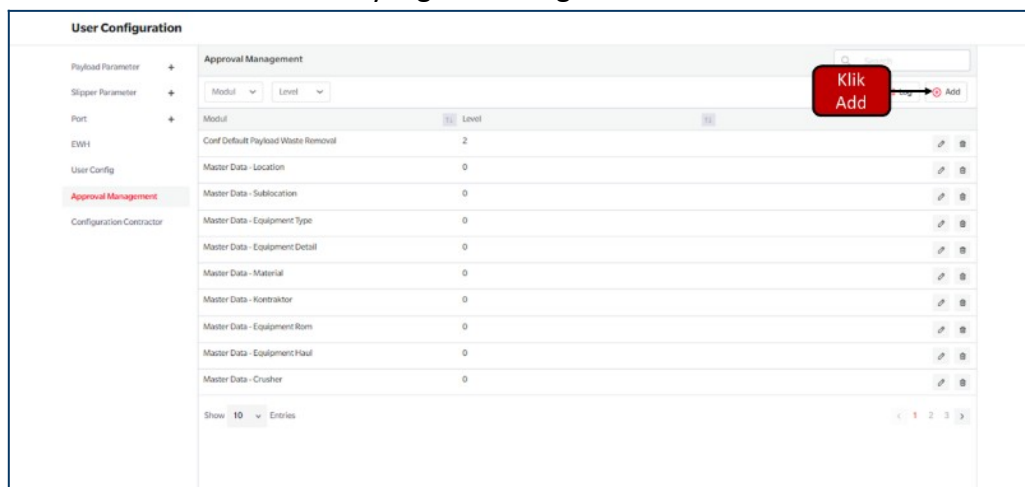 User Configuration
Payload Parameter +
Slipper Parameter +
Port +
EWH
User Config
Approval Management
Configuration Contractor
Approval Management
Modul Level
Klik
Add
Add
Modul Level
Conf Default Payload Waste Removal 2
Master Data - Location 0
Master Data - Sublocation 0
Master Data - Equipment Type 0
Master Data - Equipment Detail 0
Master Data - Material 0
Master Data - Kontraktor 0
Master Data - Equipment Rom 0
Master Data - Equipment Haul 0
Master Data - Crusher 0
Show 10 Entries
< 1 2 3 >